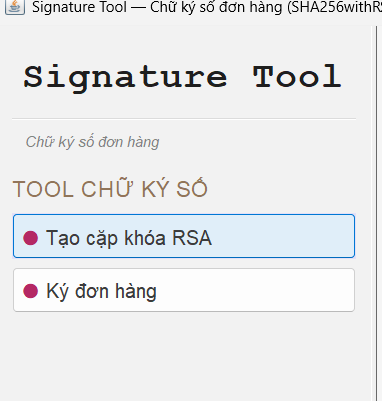 Signature Tool — Chữ ký số đơn hàng (SHA256withRS
Signature Tool
Chữ ký số đơn hàng
TOOL CHỮ KÝ SỐ
Tạo cặp khóa RSA
Ký đơn hàng